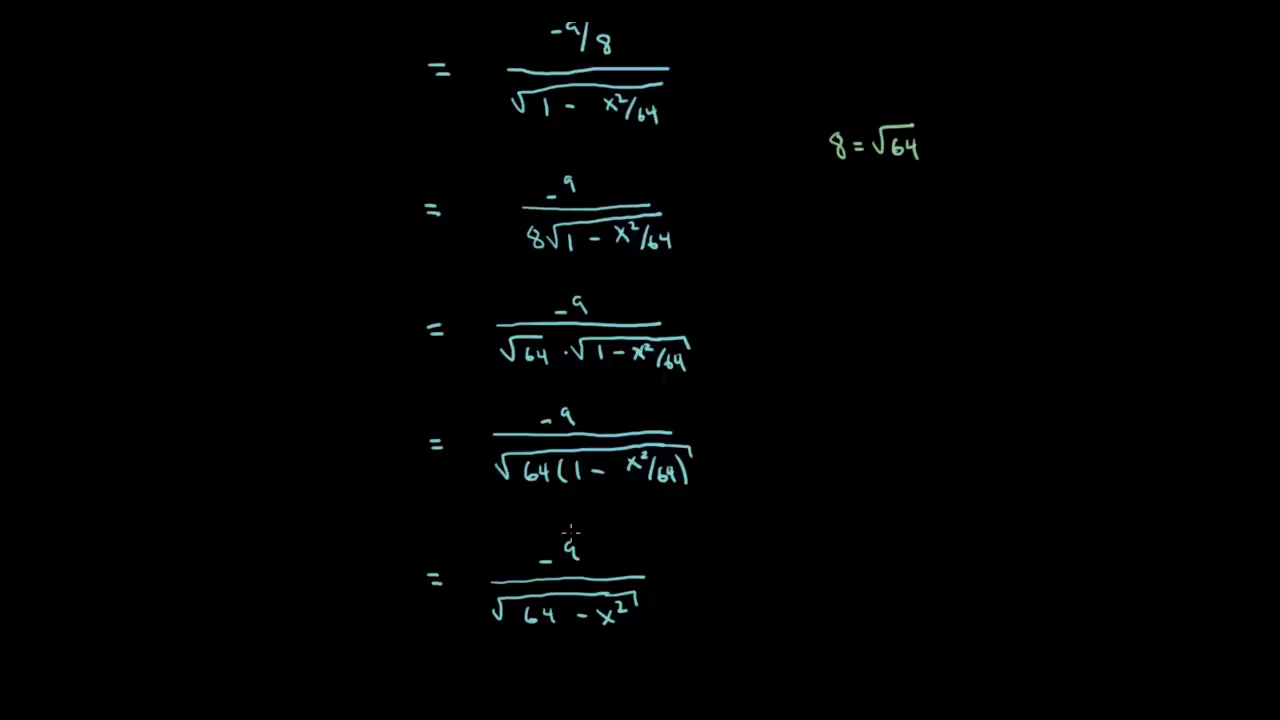 = -9/8 / √(1 - x²/64)
8 = √64
= -9 / 8√(1 - x²/64)
= -9 / √64 · √(1 - x²/64)
= -9 / √(64(1 - x²/64))
= -9 / √(64 - x²)